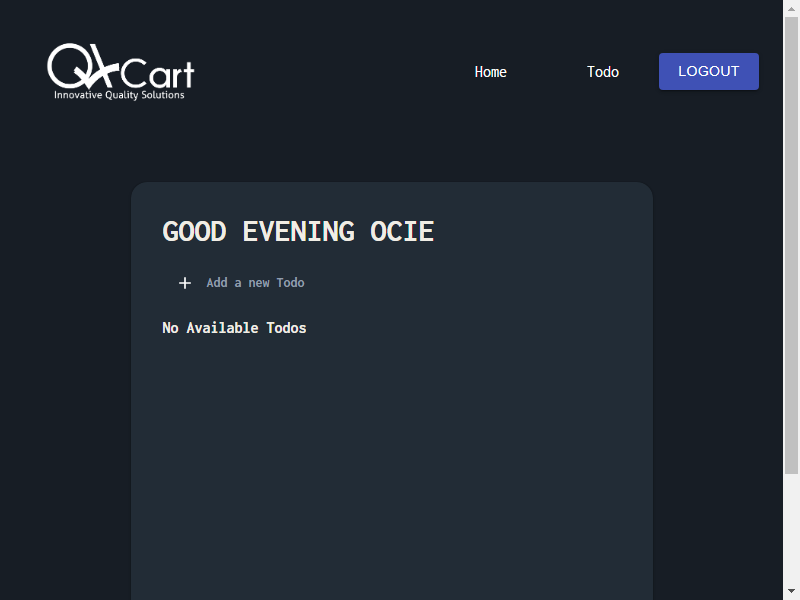 QACart
Innovative Quality Solutions
Home
Todo
LOGOUT
GOOD EVENING OCIE
+ Add a new Todo
No Available Todos